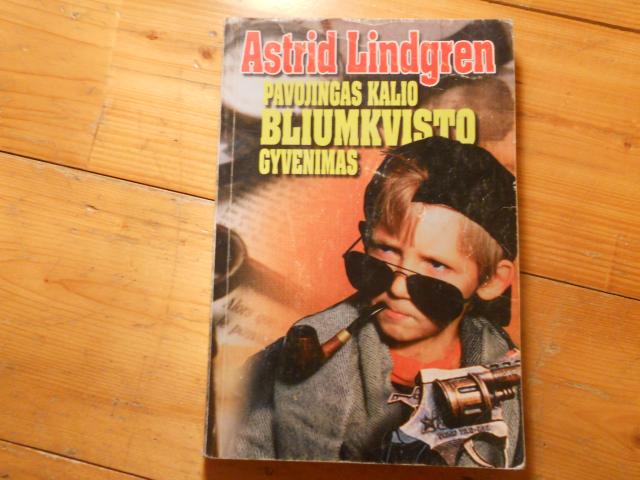 Astrid Lindgren
PAVOJINGAS KALIO
BLIUMKVISTO
GYVENIMAS